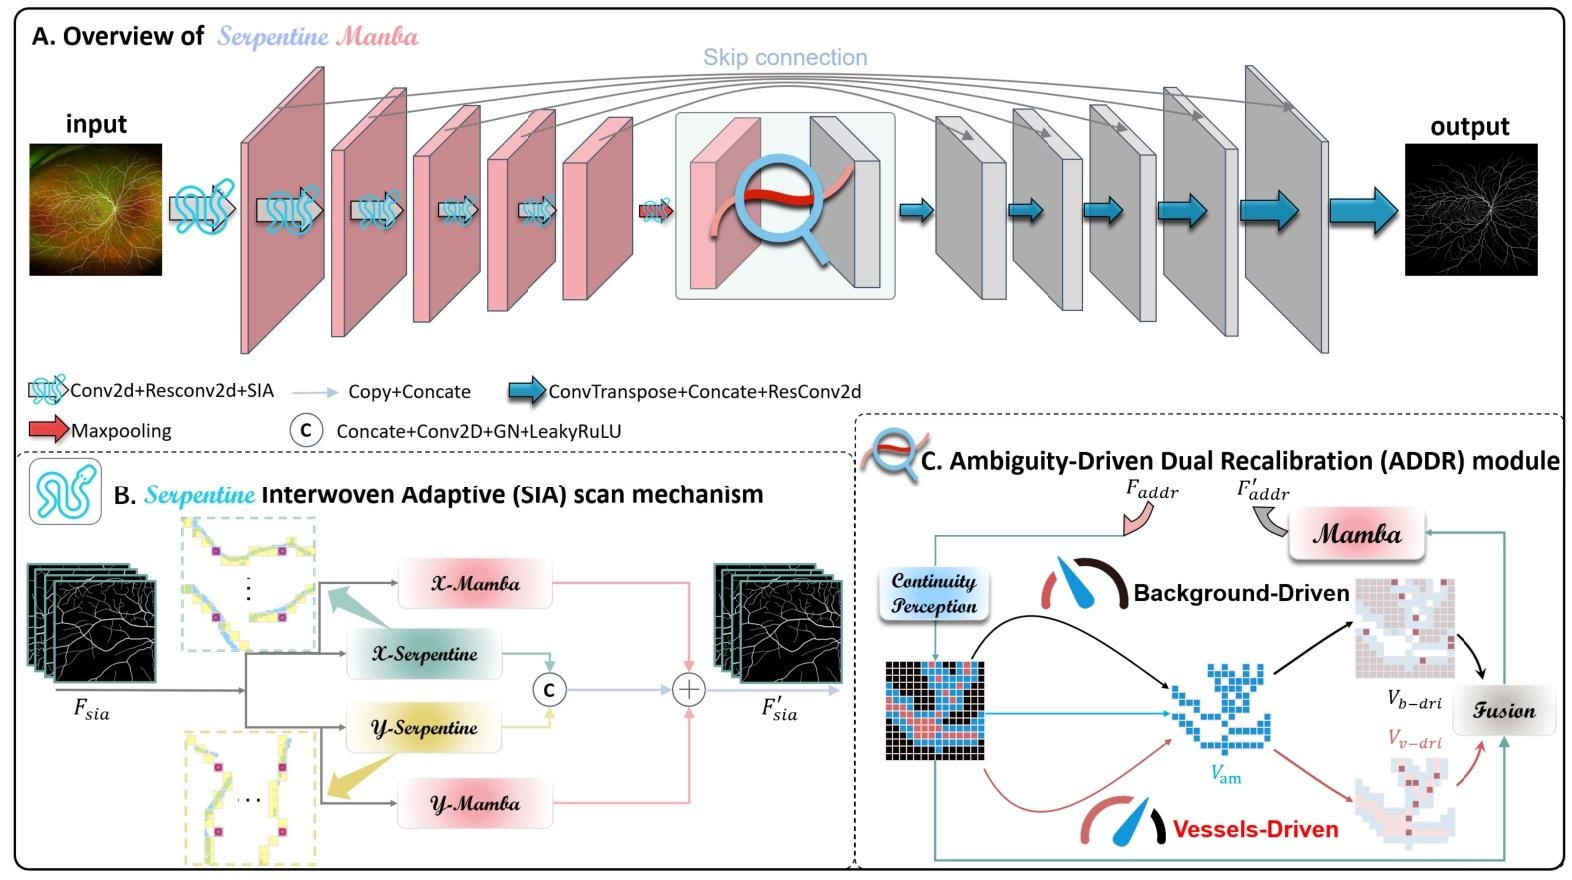 A. Overview of Serpentine Manba
Skip connection
input
output
Conv2d+Resconv2d+SIA
Copy+Concate
ConvTranspose+Concate+ResConv2d
Maxpooling
C
Concate+Conv2D+GN+LeakyRuLU
B. Serpentine Interwoven Adaptive (SIA) scan mechanism
X-Mamba
X-Serpentine
C
F_sia
F'_sia
Y-Serpentine
Y-Mamba
C. Ambiguity-Driven Dual Recalibration (ADDR) module
F_addr
F'_addr
Mamba
Continuity
Perception
Background-Driven
V_b-dri
Fusion
V_v-dri
V_am
Vessels-Driven